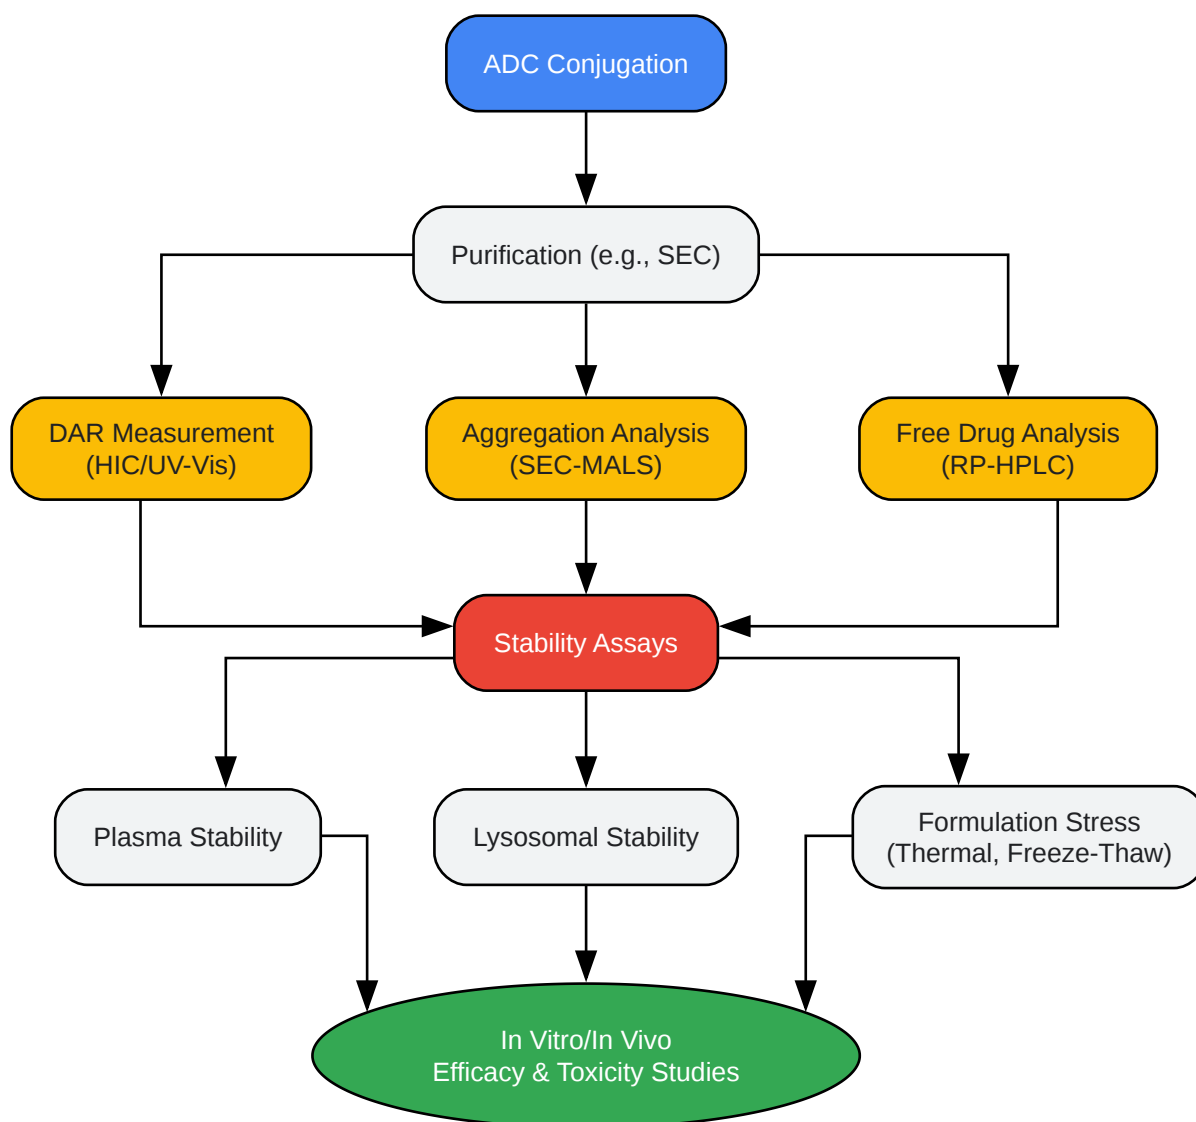 ADC Conjugation
Purification (e.g., SEC)
DAR Measurement
(HIC/UV-Vis)
Aggregation Analysis
(SEC-MALS)
Free Drug Analysis
(RP-HPLC)
Stability Assays
Plasma Stability
Lysosomal Stability
Formulation Stress
(Thermal, Freeze-Thaw)
In Vitro/In Vivo
Efficacy & Toxicity Studies